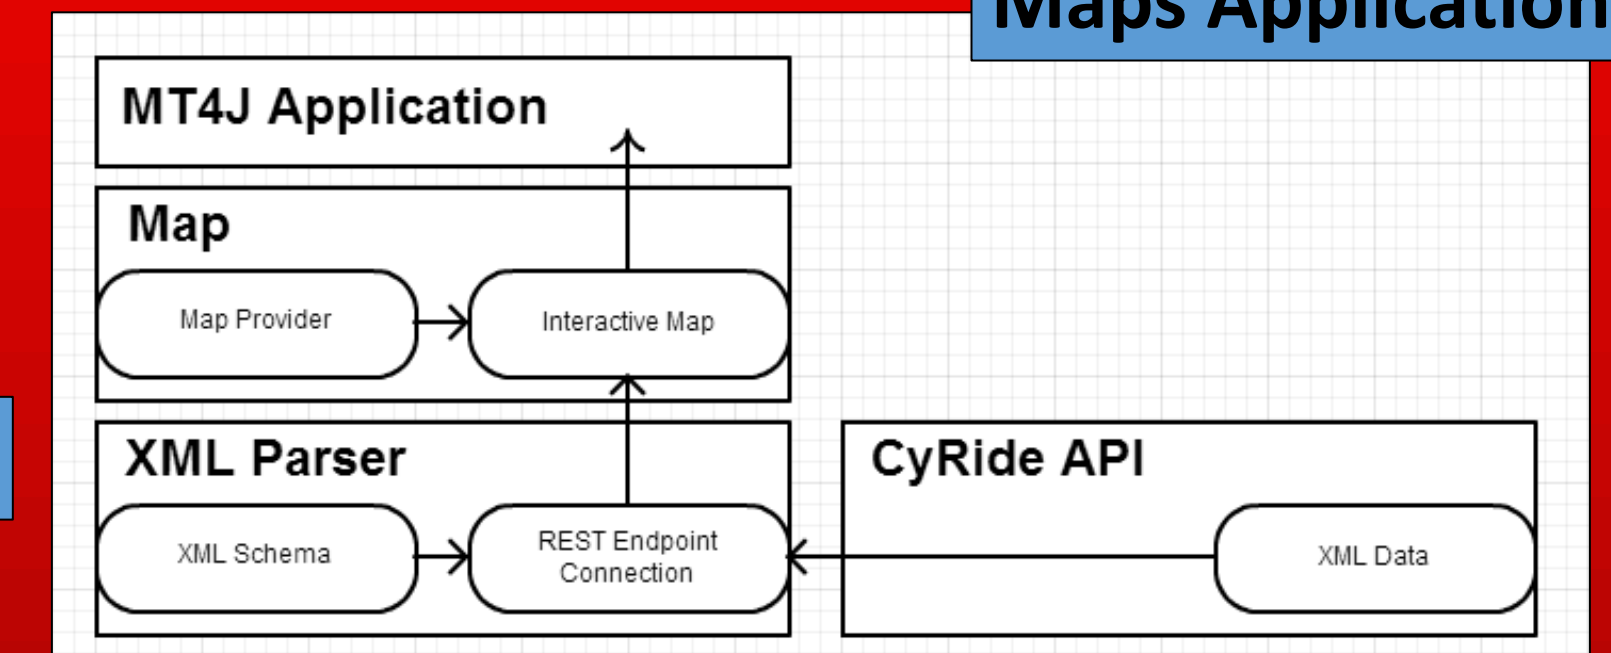 Maps Application
MT4J Application
Map
Map Provider
Interactive Map
XML Parser
CyRide API
XML Schema
REST Endpoint
Connection
XML Data